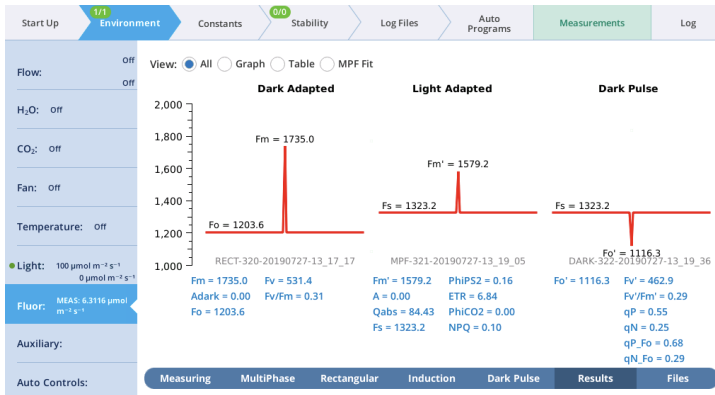 Start Up
1/1
Environment
Constants
0/0
Stability
Log Files
Auto
Programs
Measurements
Log
Flow:
Off
Off
H₂O: Off
CO₂: Off
Fan: Off
Temperature: Off
Light: 100 µmol m⁻² s⁻¹
0 µmol m⁻² s⁻¹
Fluor: MEAS: 6.3116 µmol
m⁻² s⁻¹
Auxiliary:
Auto Controls:
View: All Graph Table MPF Fit
Dark Adapted
Light Adapted
Dark Pulse
2,000
1,800
1,600
1,400
1,200
1,000
Fm = 1735.0
Fo = 1203.6
RECT-320-20190727-13_17_17
Fm' = 1579.2
Fs = 1323.2
MPF-321-20190727-13_19_05
Fs = 1323.2
Fo' = 1116.3
DARK-322-20190727-13_19_36
Fm = 1735.0 Fv = 531.4
Adark = 0.00 Fv/Fm = 0.31
Fo = 1203.6
Fm' = 1579.2 PhiPS2 = 0.16
A = 0.00 ETR = 6.84
Qabs = 84.43 PhiCO2 = 0.00
Fs = 1323.2 NPQ = 0.10
Fo' = 1116.3 Fv' = 462.9
Fv'/Fm' = 0.29
qP = 0.55
qN = 0.25
qP_Fo = 0.68
qN_Fo = 0.29
Measuring MultiPhase Rectangular Induction Dark Pulse Results Files